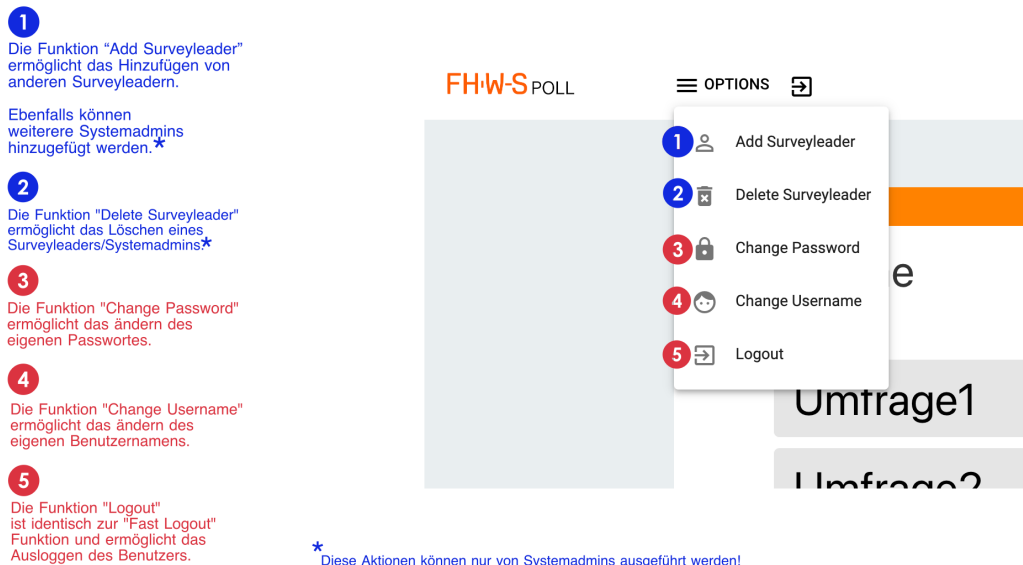 1
Die Funktion “Add Surveyleader”
ermöglicht das Hinzufügen von
anderen Surveyleadern.
Ebenfalls können
weiterere Systemadmins
hinzugefügt werden.*
2
Die Funktion "Delete Surveyleader"
ermöglicht das Löschen eines
Surveyleaders/Systemadmins.*
3
Die Funktion "Change Password"
ermöglicht das ändern des
eigenen Passwortes.
4
Die Funktion "Change Username"
ermöglicht das ändern des
eigenen Benutzernamens.
5
Die Funktion "Logout"
ist identisch zur "Fast Logout"
Funktion und ermöglicht das
Ausloggen des Benutzers.
FH·W-S POLL
OPTIONS
1 Add Surveyleader
2 Delete Surveyleader
3 Change Password
4 Change Username
5 Logout
e
Umfrage1
Umfrage2
*Diese Aktionen können nur von Systemadmins ausgeführt werden!